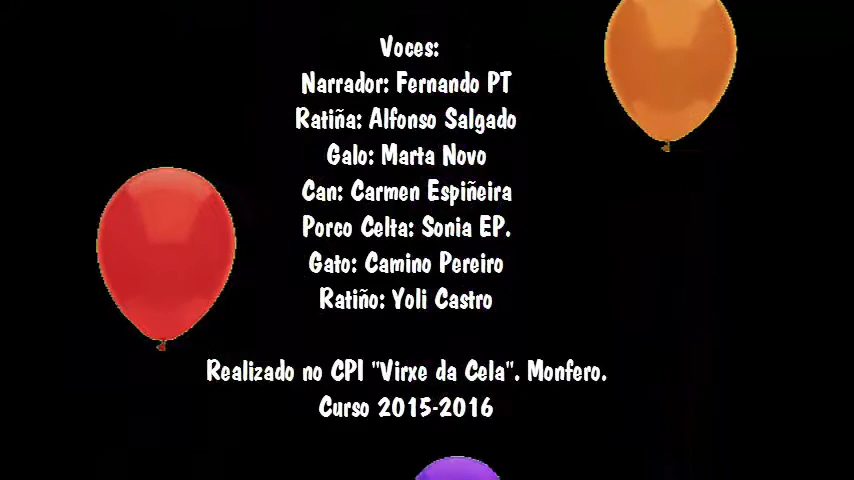 Voces:
Narrador: Fernando PT
Ratiña: Alfonso Salgado
Galo: Marta Novo
Can: Carmen Espiñeira
Porco Celta: Sonia EP.
Gato: Camino Pereiro
Ratiño: Yoli Castro
Realizado no CPI "Virxe da Cela". Monfero.
Curso 2015-2016